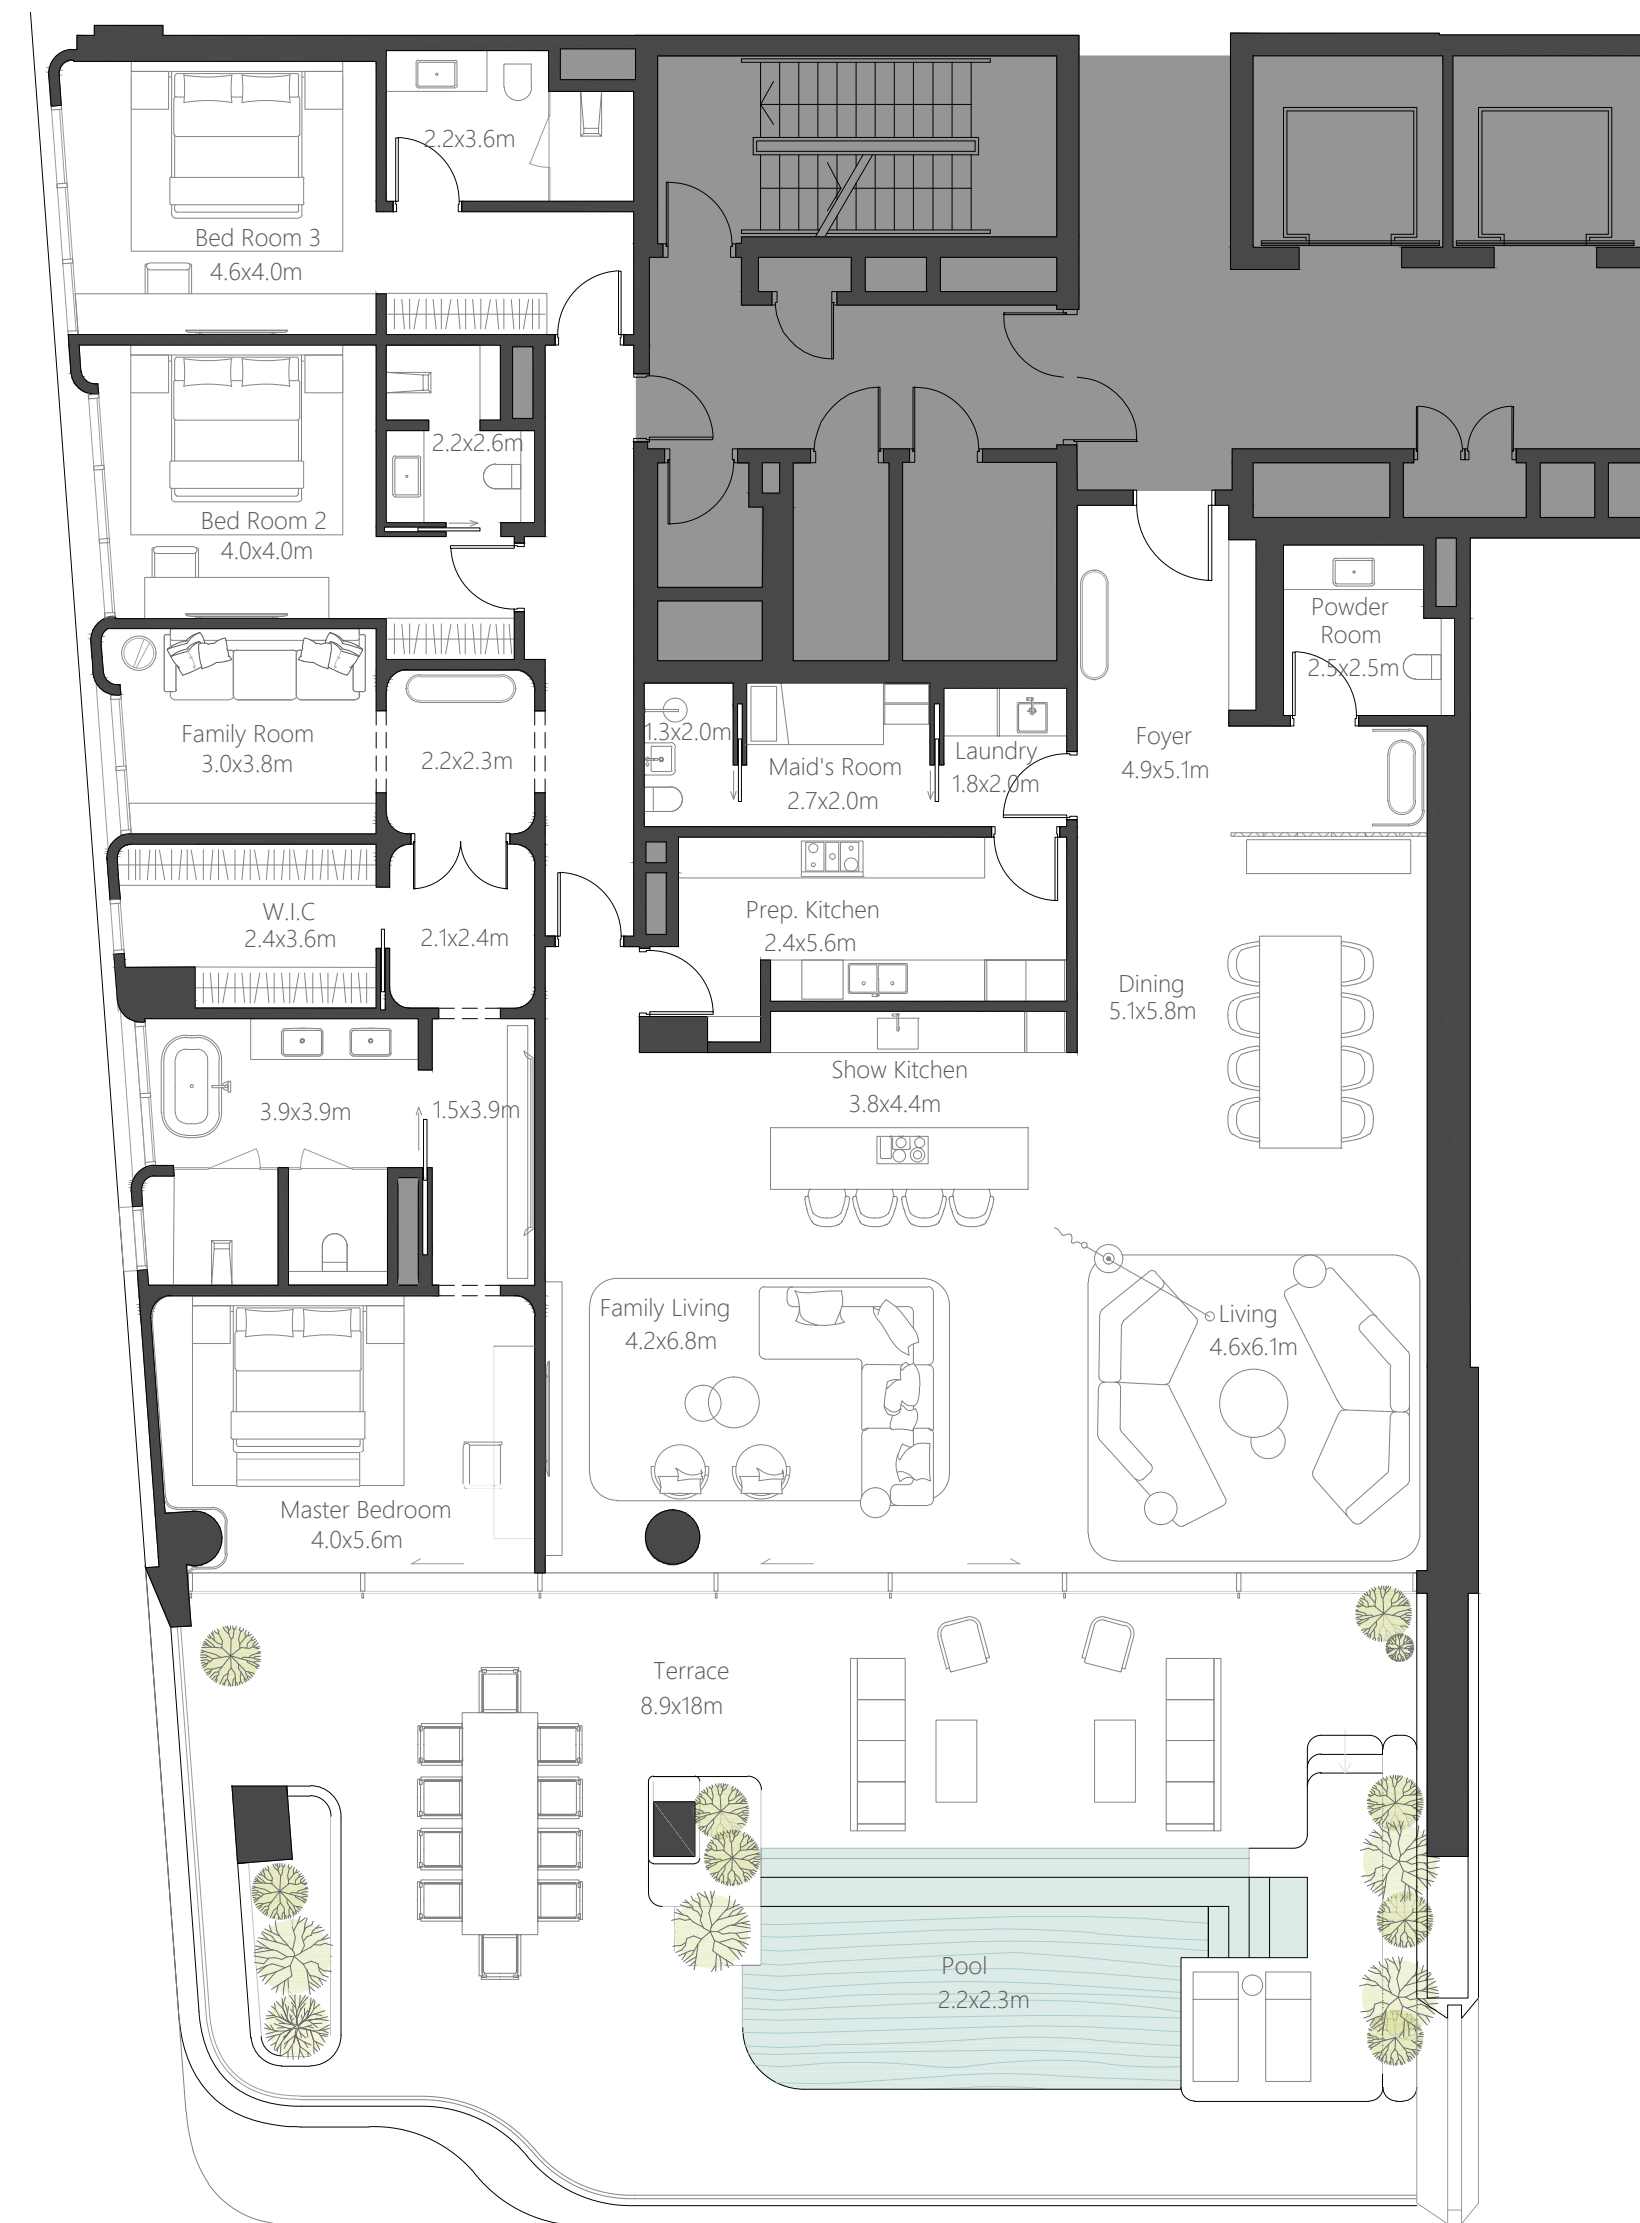 2.2x3.6m
Bed Room 3
4.6x4.0m
2.2x2.6m
Bed Room 2
4.0x4.0m
Powder
Room
2.5x2.5m
Family Room
3.0x3.8m
2.2x2.3m
1.3x2.0m
Maid's Room
2.7x2.0m
Laundry
1.8x2.0m
Foyer
4.9x5.1m
W.I.C
2.4x3.6m
2.1x2.4m
Prep. Kitchen
2.4x5.6m
Dining
5.1x5.8m
Show Kitchen
3.8x4.4m
3.9x3.9m
1.5x3.9m
Family Living
4.2x6.8m
Living
4.6x6.1m
Master Bedroom
4.0x5.6m
Terrace
8.9x18m
Pool
2.2x2.3m